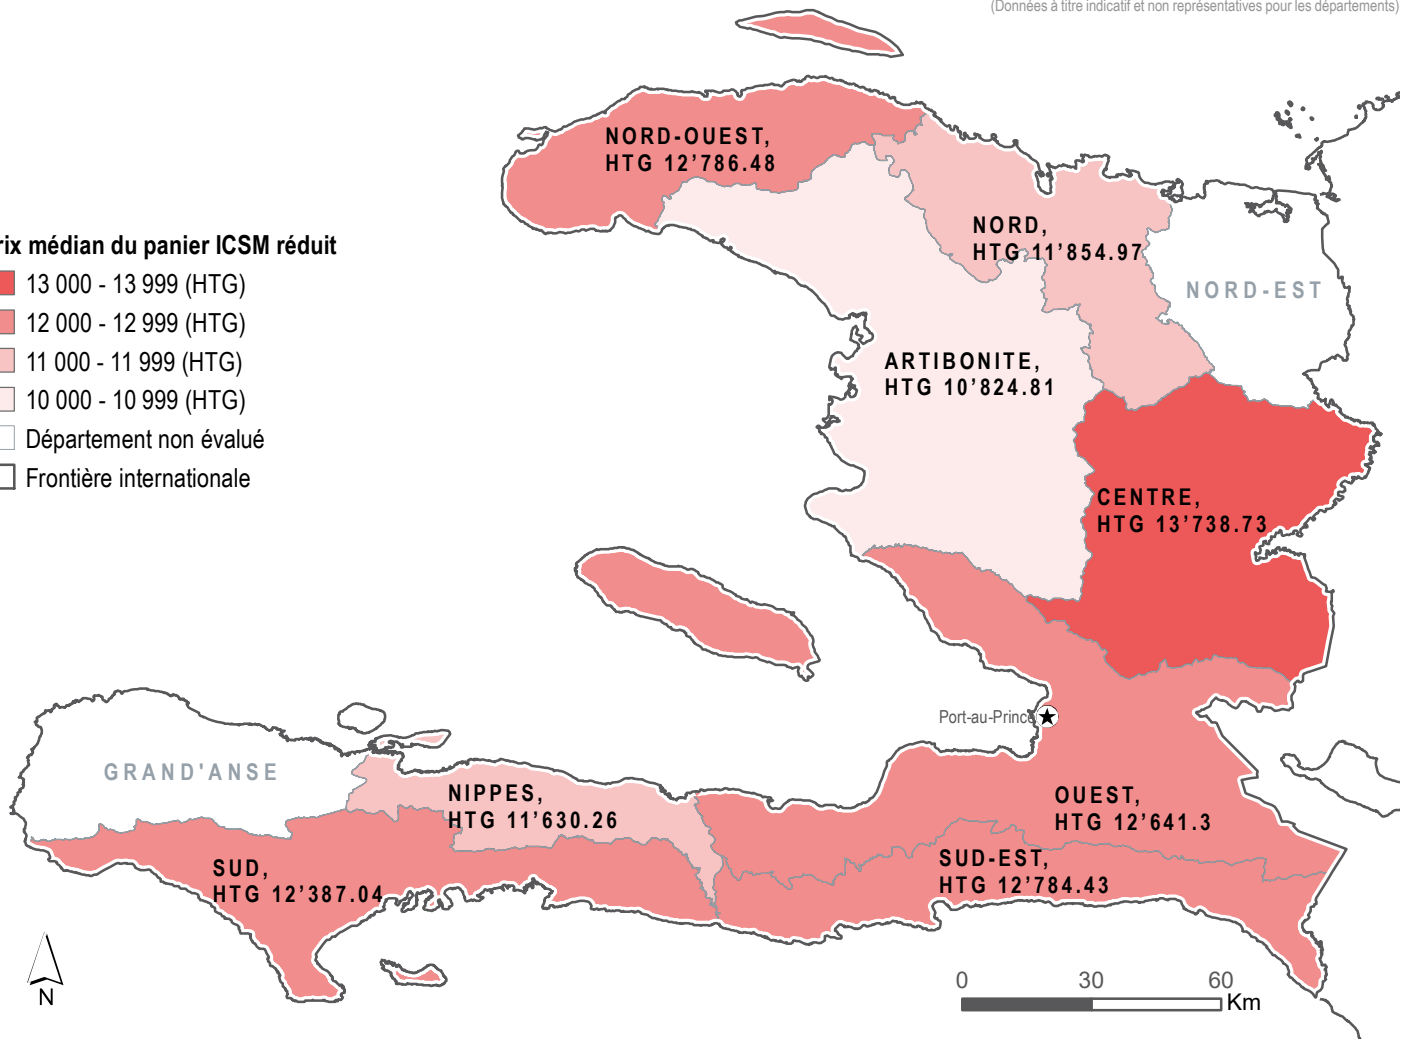 (Données à titre indicatif et non représentatives pour les départements)
NORD-OUEST,
HTG 12’786.48
NORD,
HTG 11’854.97
rix médian du panier ICSM réduit
13 000 - 13 999 (HTG)
12 000 - 12 999 (HTG)
11 000 - 11 999 (HTG)
10 000 - 10 999 (HTG)
Département non évalué
Frontière internationale
NORD-EST
ARTIBONITE,
HTG 10’824.81
CENTRE,
HTG 13’738.73
Port-au-Prince
GRAND'ANSE
NIPPES,
HTG 11’630.26
OUEST,
HTG 12’641.3
SUD,
HTG 12’387.04
SUD-EST,
HTG 12’784.43
N
0 30 60
Km